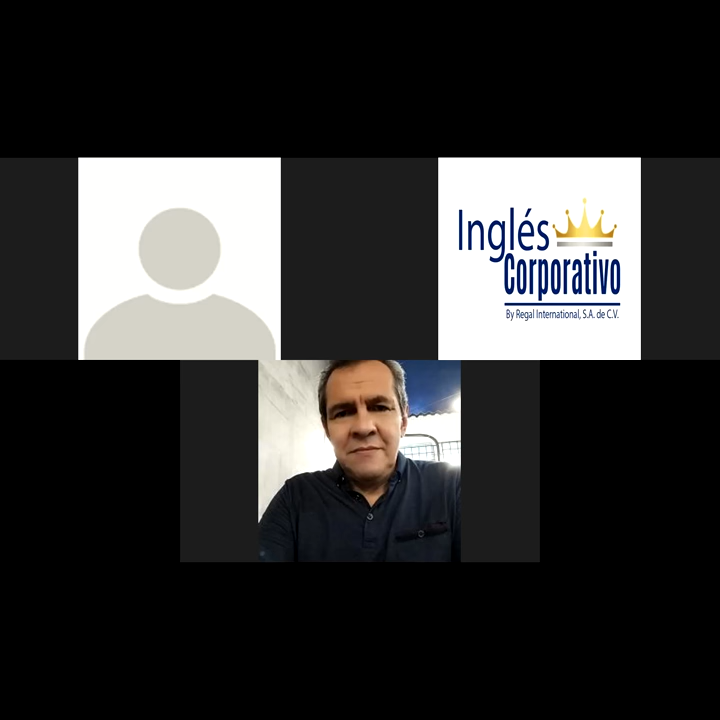 Inglés
Corporativo
By Regal International, S.A. de C.V.